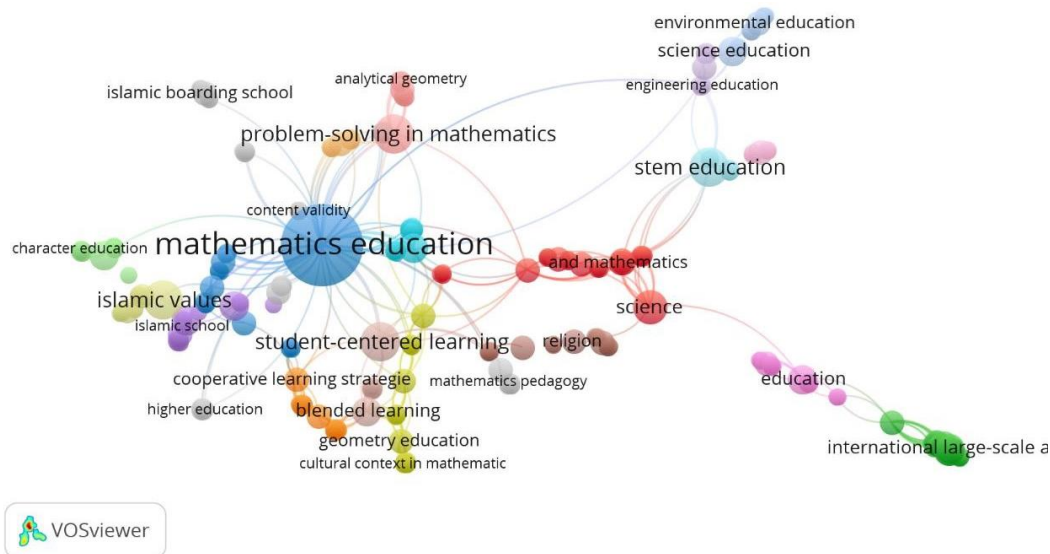 environmental education
science education
engineering education
analytical geometry
islamic boarding school
problem-solving in mathematics
stem education
content validity
mathematics education
character education
and mathematics
islamic values
science
islamic school
student-centered learning
religion
cooperative learning strategie
mathematics pedagogy
education
higher education
blended learning
geometry education
international large-scale a
cultural context in mathematic
VOSviewer